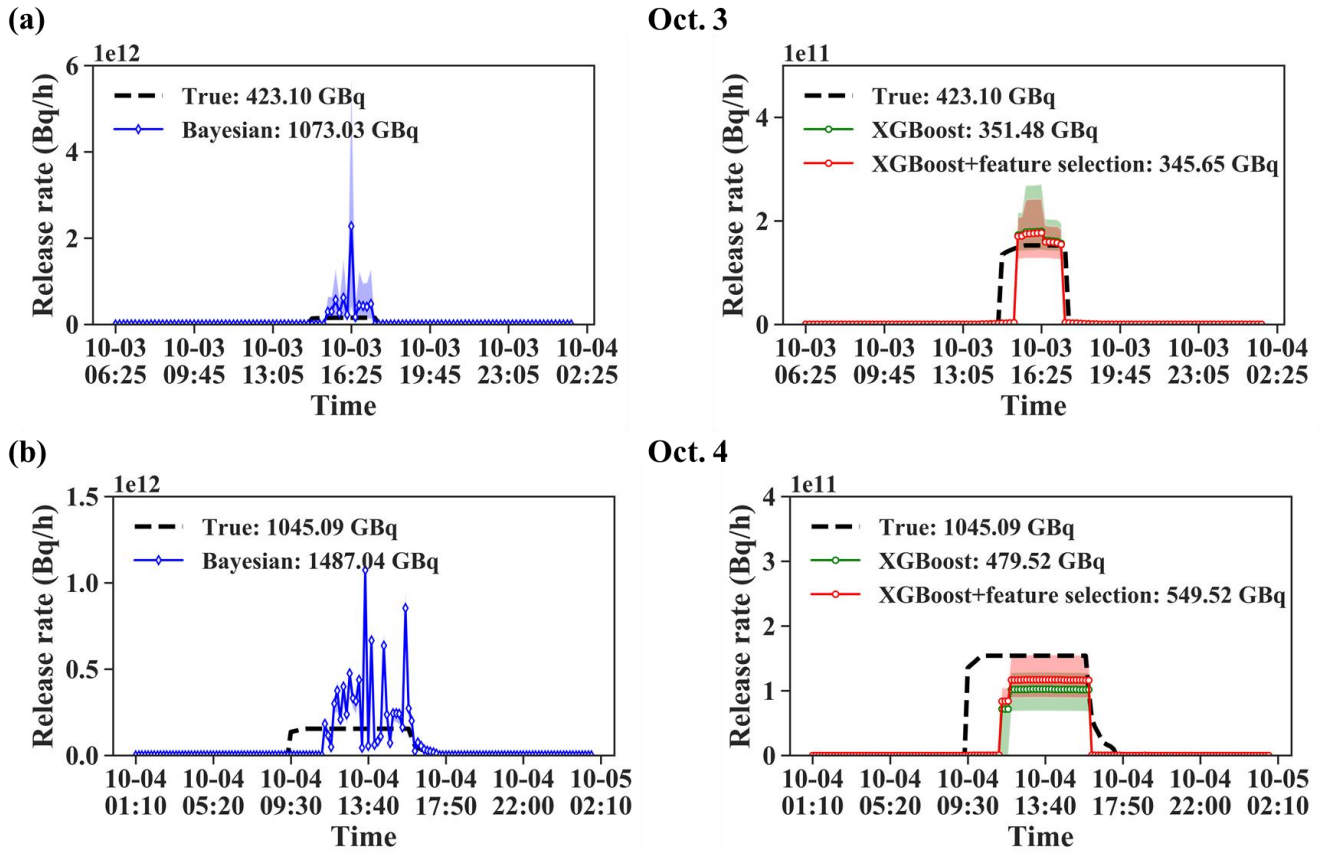 (a)
Oct. 3
1e12
Release rate (Bq/h)
6
4
2
0
True: 423.10 GBq
Bayesian: 1073.03 GBq
10-03 10-03 10-03 10-03 10-03 10-03 10-04
06:25 09:45 13:05 16:25 19:45 23:05 02:25
Time
1e11
Release rate (Bq/h)
4
2
0
True: 423.10 GBq
XGBoost: 351.48 GBq
XGBoost+feature selection: 345.65 GBq
10-03 10-03 10-03 10-03 10-03 10-03 10-04
06:25 09:45 13:05 16:25 19:45 23:05 02:25
Time
(b)
Oct. 4
1e12
Release rate (Bq/h)
1.5
1.0
0.5
0.0
True: 1045.09 GBq
Bayesian: 1487.04 GBq
10-04 10-04 10-04 10-04 10-04 10-04 10-05
01:10 05:20 09:30 13:40 17:50 22:00 02:10
Time
1e11
Release rate (Bq/h)
4
3
2
1
0
True: 1045.09 GBq
XGBoost: 479.52 GBq
XGBoost+feature selection: 549.52 GBq
10-04 10-04 10-04 10-04 10-04 10-04 10-05
01:10 05:20 09:30 13:40 17:50 22:00 02:10
Time